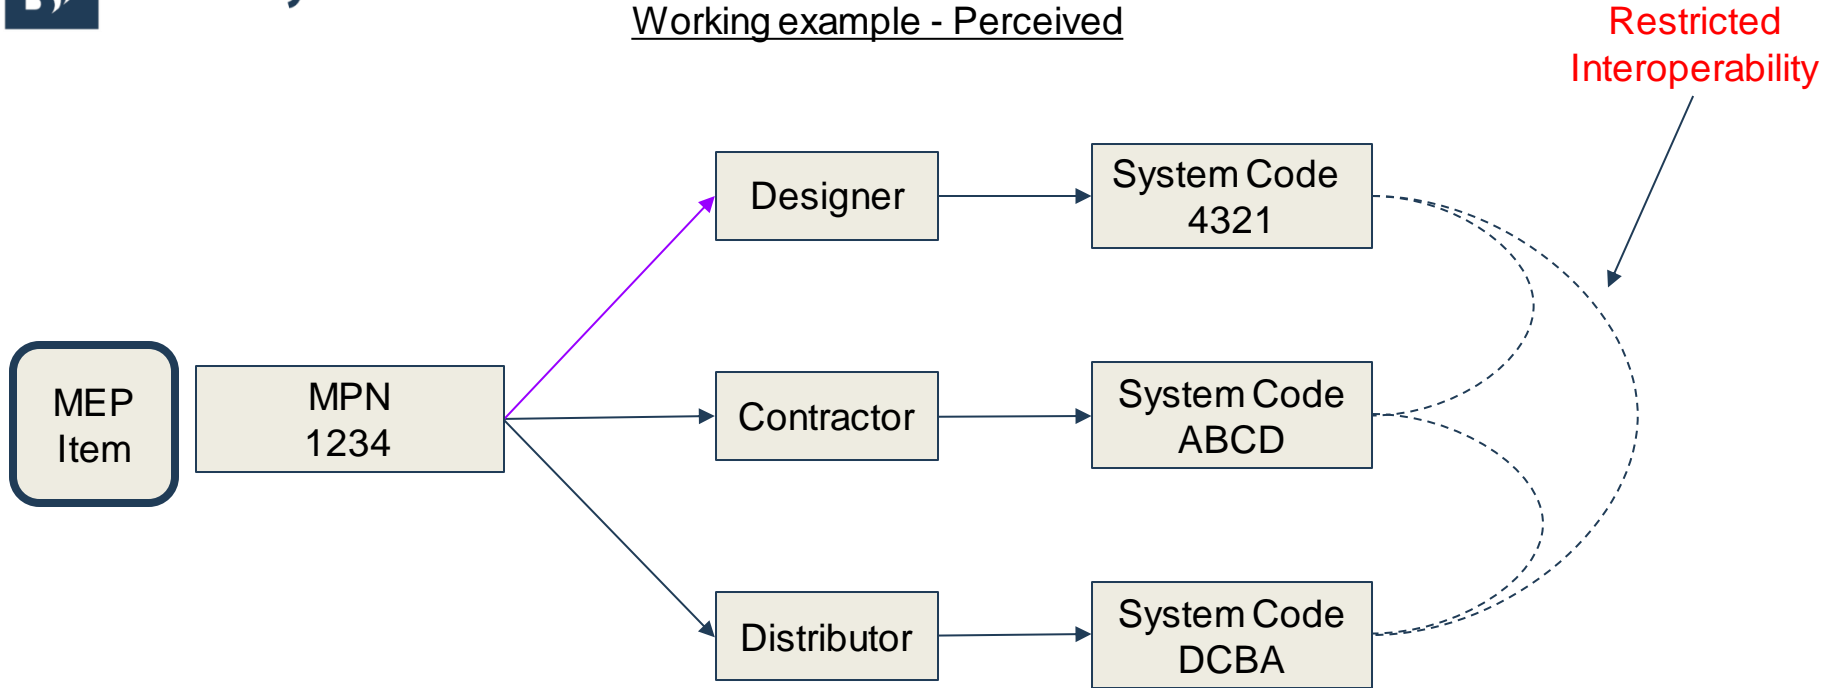 Working example - Perceived
Restricted
Interoperability
Designer
System Code
4321
MEP
Item
MPN
1234
Contractor
System Code
ABCD
Distributor
System Code
DCBA